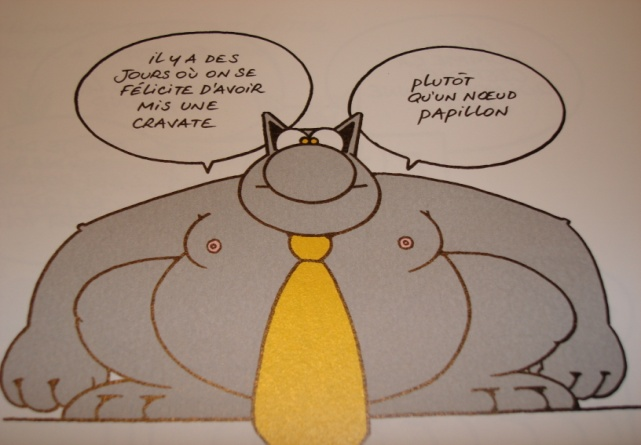 iL Y A DES
JOURS OÙ ON SE
FÉLICITE D'AVOIR
MIS UNE
CRAVATE
PLUTÔT
QU'UN NŒUD
PAPILLON